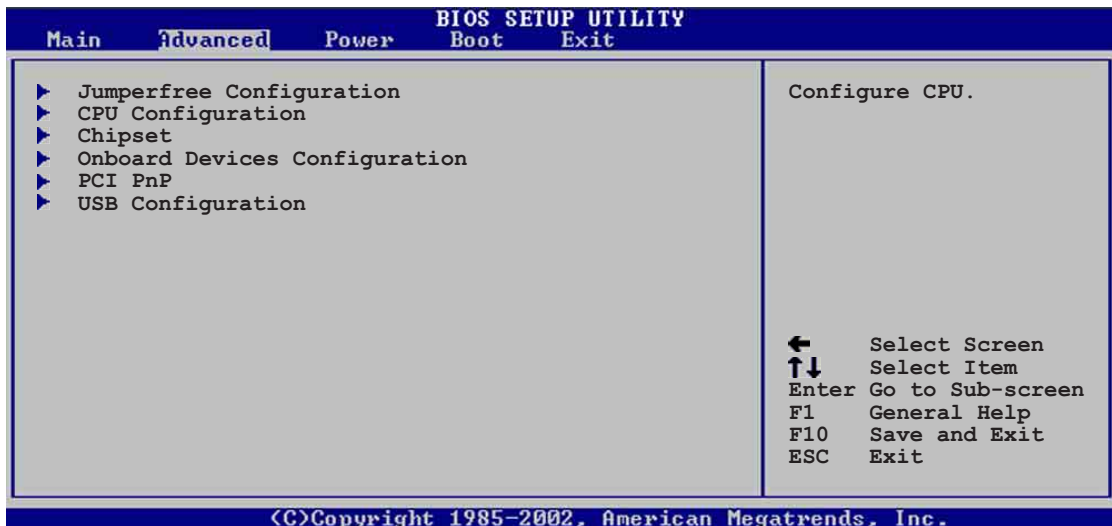 BIOS SETUP UTILITY
Main Advanced Power Boot Exit
Jumperfree Configuration
CPU Configuration
Chipset
Onboard Devices Configuration
PCI PnP
USB Configuration
Configure CPU.
← Select Screen
↑↓ Select Item
Enter Go to Sub-screen
F1 General Help
F10 Save and Exit
ESC Exit
(C)Copyright 1985-2002, American Megatrends, Inc.